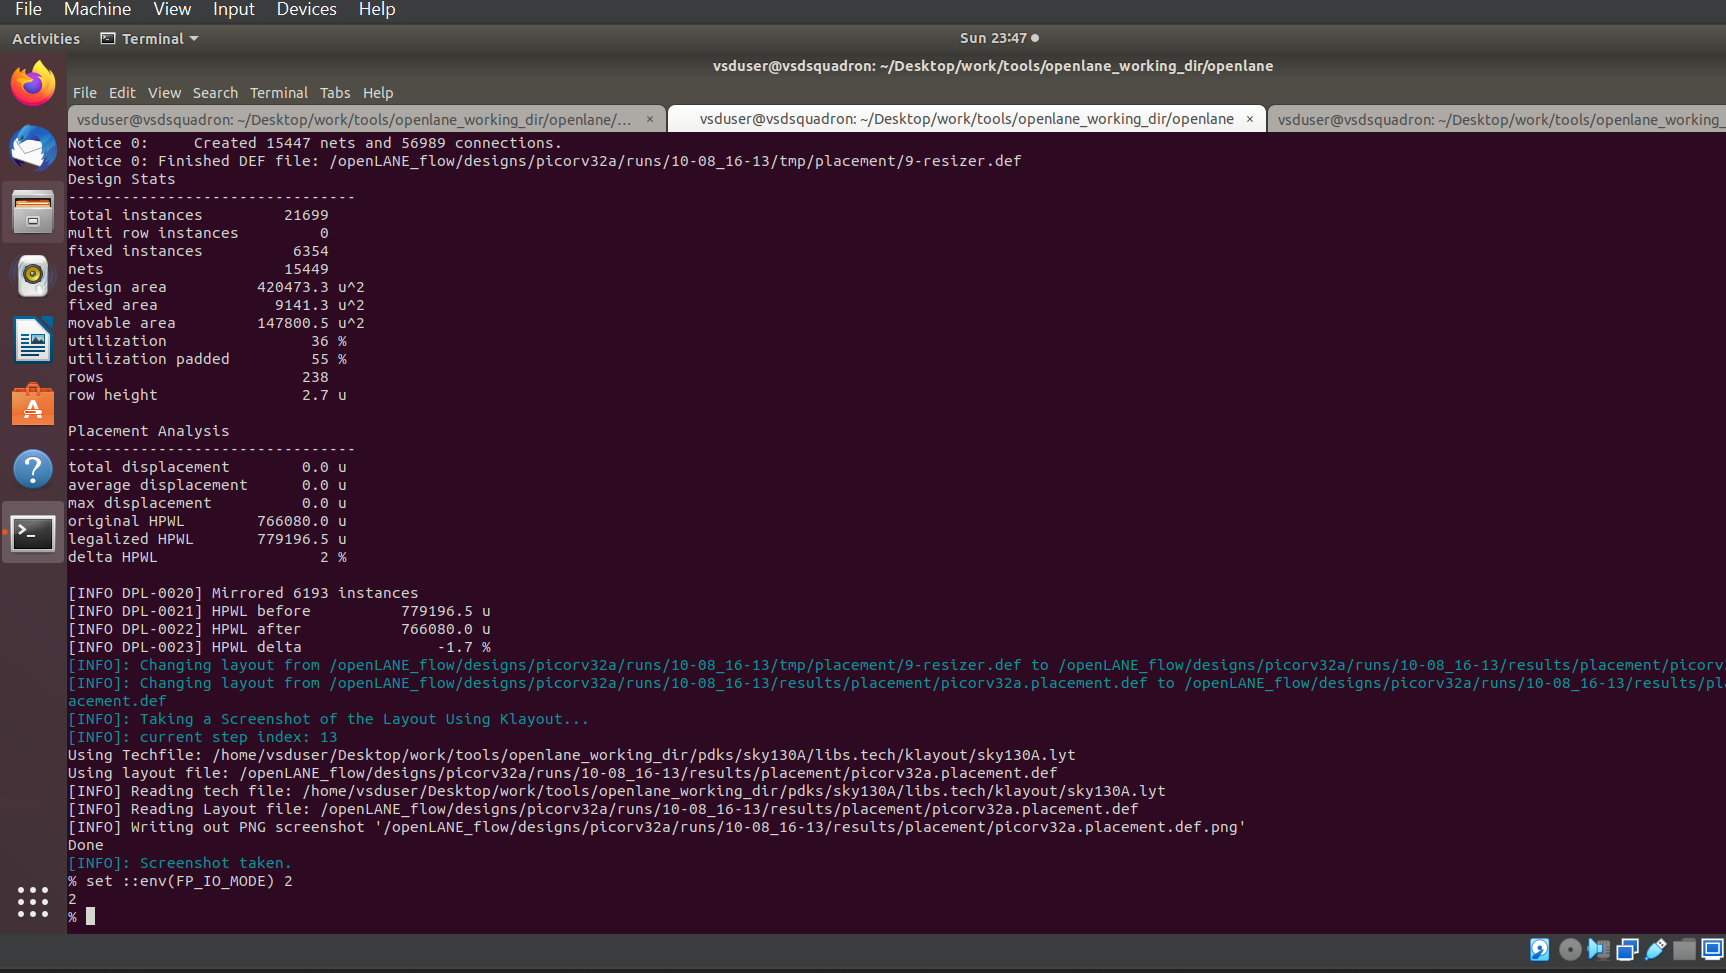 File Machine View Input Devices Help
Activities Terminal Sun 23:47
vsduser@vsdsquadron: ~/Desktop/work/tools/openlane_working_dir/openlane
File Edit View Search Terminal Tabs Help
vsduser@vsdsquadron: ~/Desktop/work/tools/openlane_working_dir/openlane/... × vsduser@vsdsquadron: ~/Desktop/work/tools/openlane_working_dir/openlane × vsduser@vsdsquadron: ~/Desktop/work/tools/openlane_working_
Notice 0:     Created 15447 nets and 56989 connections.
Notice 0: Finished DEF file: /openLANE_flow/designs/picorv32a/runs/10-08_16-13/tmp/placement/9-resizer.def
Design Stats
--------------------------------
total instances         21699
multi row instances         0
fixed instances          6354
nets                    15449
design area          420473.3 u^2
fixed area             9141.3 u^2
movable area         147800.5 u^2
utilization                36 %
utilization padded         55 %
rows                      238
row height                2.7 u
Placement Analysis
--------------------------------
total displacement        0.0 u
average displacement      0.0 u
max displacement          0.0 u
original HPWL        766080.0 u
legalized HPWL       779196.5 u
delta HPWL                  2 %
[INFO DPL-0020] Mirrored 6193 instances
[INFO DPL-0021] HPWL before          779196.5 u
[INFO DPL-0022] HPWL after           766080.0 u
[INFO DPL-0023] HPWL delta               -1.7 %
[INFO]: Changing layout from /openLANE_flow/designs/picorv32a/runs/10-08_16-13/tmp/placement/9-resizer.def to /openLANE_flow/designs/picorv32a/runs/10-08_16-13/results/placement/picorv
[INFO]: Changing layout from /openLANE_flow/designs/picorv32a/runs/10-08_16-13/results/placement/picorv32a.placement.def to /openLANE_flow/designs/picorv32a/runs/10-08_16-13/results/pl
acement.def
[INFO]: Taking a Screenshot of the Layout Using Klayout...
[INFO]: current step index: 13
Using Techfile: /home/vsduser/Desktop/work/tools/openlane_working_dir/pdks/sky130A/libs.tech/klayout/sky130A.lyt
Using layout file: /openLANE_flow/designs/picorv32a/runs/10-08_16-13/results/placement/picorv32a.placement.def
[INFO] Reading tech file: /home/vsduser/Desktop/work/tools/openlane_working_dir/pdks/sky130A/libs.tech/klayout/sky130A.lyt
[INFO] Reading Layout file: /openLANE_flow/designs/picorv32a/runs/10-08_16-13/results/placement/picorv32a.placement.def
[INFO] Writing out PNG screenshot '/openLANE_flow/designs/picorv32a/runs/10-08_16-13/results/placement/picorv32a.placement.def.png'
Done
[INFO]: Screenshot taken.
% set ::env(FP_IO_MODE) 2
2
%